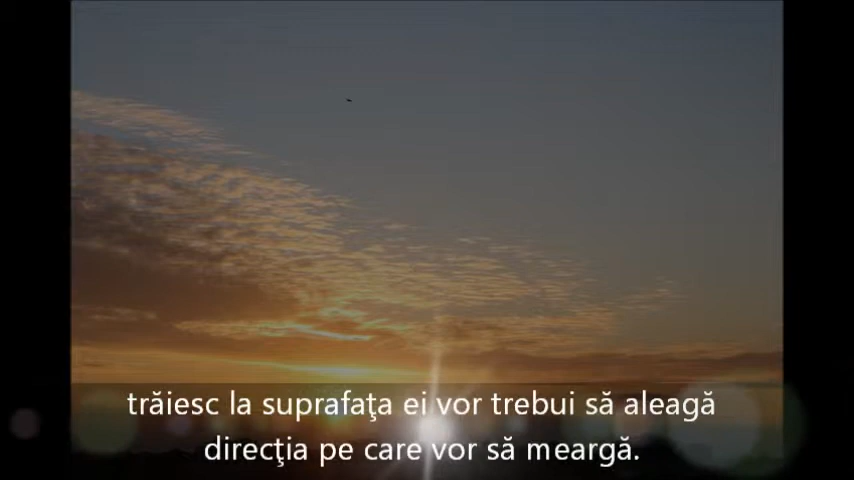 trăiesc la suprafaţa ei vor trebui să aleagă
direcţia pe care vor să meargă.